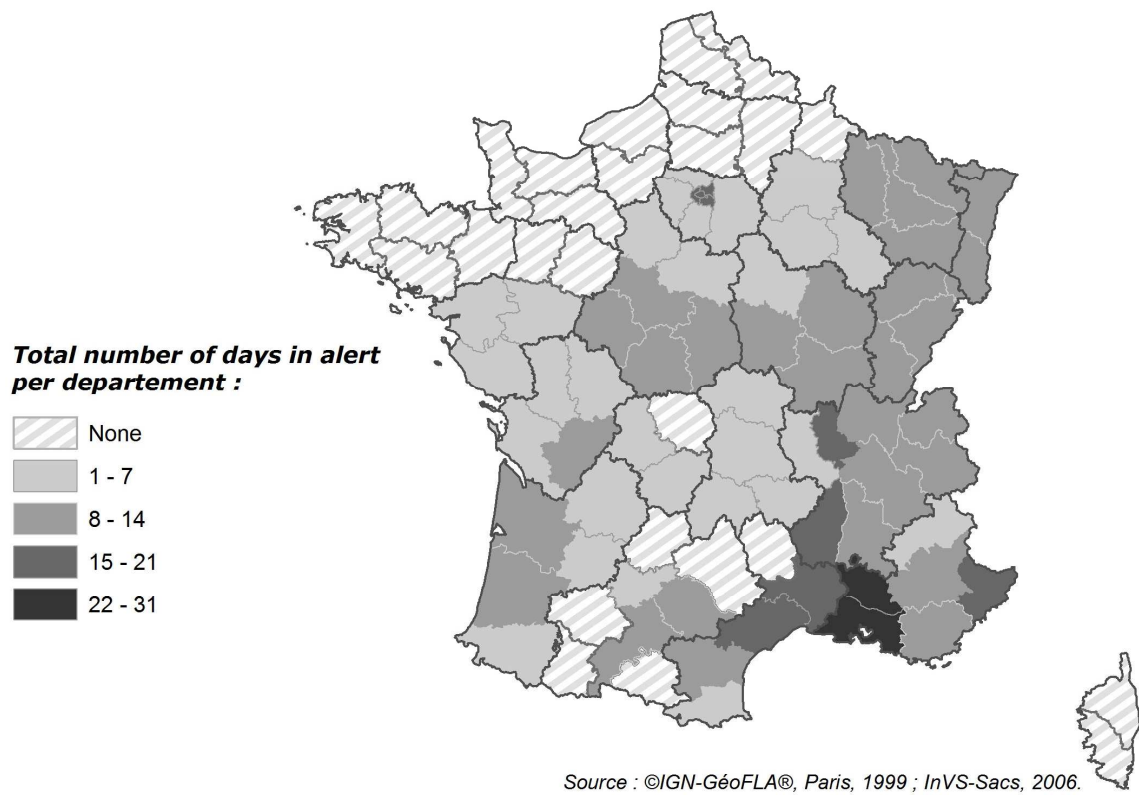 Total number of days in alert
per departement :
None
1 - 7
8 - 14
15 - 21
22 - 31
Source : ©IGN-GéoFLA®, Paris, 1999 ; InVS-Sacs, 2006.